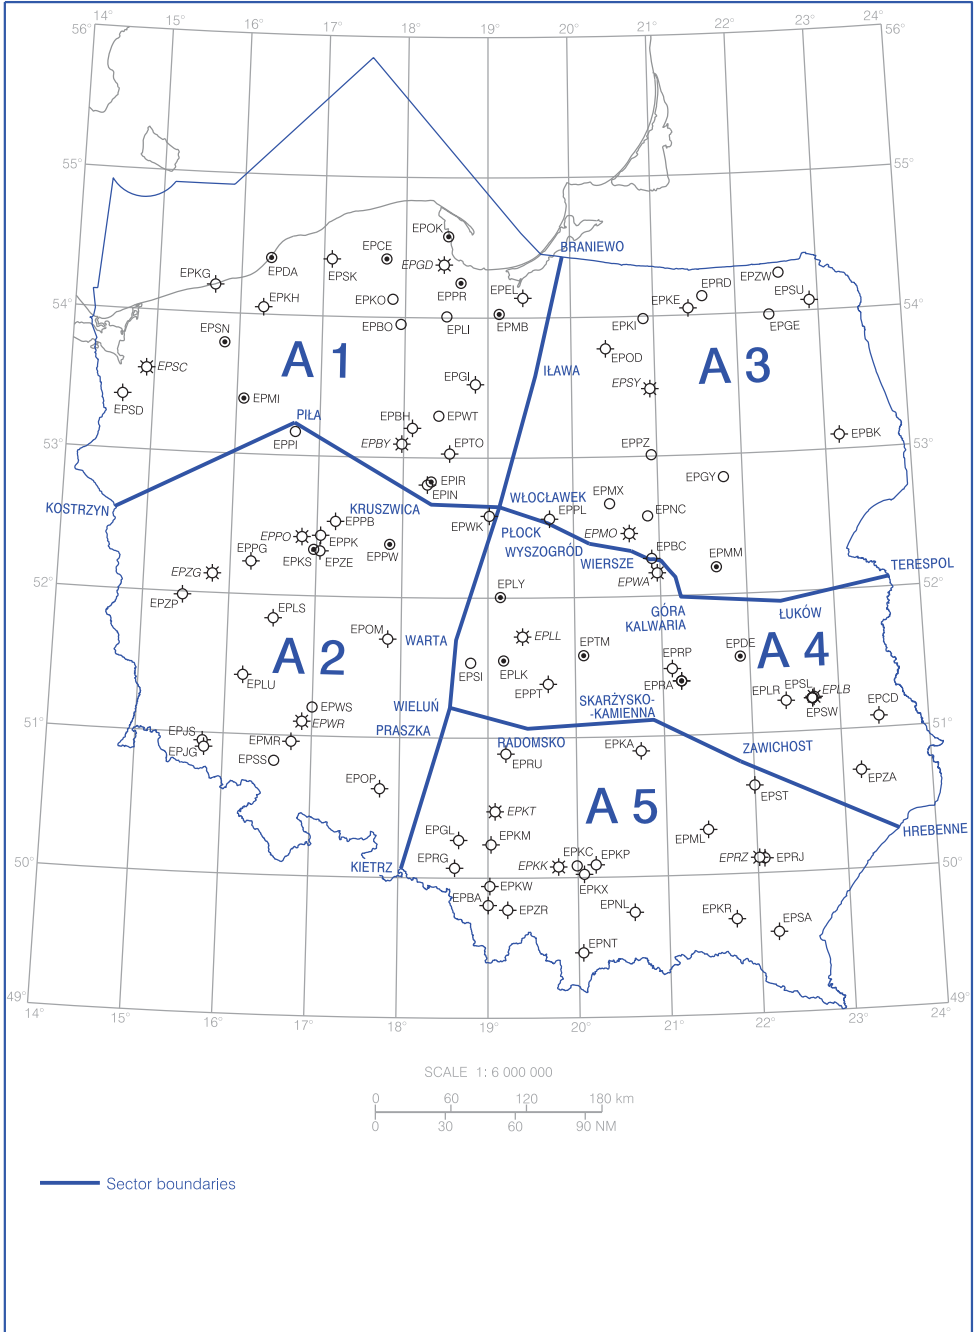 14° 15° 16° 17° 18° 19° 20° 21° 22° 23° 24°
56° 56°
55° 55°
EPOK
BRANIEWO
EPCE
EPGD
EPDA EPSK
EPKG
EPZW
EPPR EPEL
EPRD
EPSU
EPKH EPKO
EPKE
54° 54°
EPSN EPBO EPLI EPMB
EPKI EPGE
A 1
A 3
EPOD
EPSC
IŁAWA
EPGI
EPSY
EPSD
EPMI
PIŁA
EPBH EPWT
EPBK
EPPI EPBY EPTO
EPPZ
53° 53°
EPIR EPGY
EPIN
EPMX
KOSTRZYN
KRUSZWICA
WŁOCŁAWEK
EPPL EPNC
EPPB EPWK
PŁOCK
EPMO
EPPO EPPK
WYSZOGRÓD
EPBC
EPPG EPKS EPZE EPPW
WIERSZE
EPMM
TERESPOL
EPZG
EPWA
52° 52°
EPZP EPLY
EPLS
GÓRA
KALWARIA
ŁUKÓW
EPOM
WARTA
EPLL EPTM EPDE
A 2
A 4
EPSI EPLK EPRP
EPLU EPPT EPRA EPLR EPSL EPLB
EPSW EPCD
EPWS
WIELUŃ
SKARŻYSKO-
-KAMIENNA
EPWR
51° 51°
EPJS
PRASZKA
EPJG EPMR
RADOMSKO
EPKA
ZAWICHOST
EPSS EPRU
EPOP EPZA
EPST
A 5
EPKT
EPGL EPKM EPML
HREBENNE
EPRG EPKK EPKC EPKP EPRZ EPRJ
50° 50°
KIETRZ
EPKW EPKX
EPBA EPZR EPNL EPKR EPSA
EPNT
49° 49°
14° 15° 16° 17° 18° 19° 20° 21° 22° 23° 24°
SCALE 1: 6 000 000
0 60 120 180 km
0 30 60 90 NM
Sector boundaries